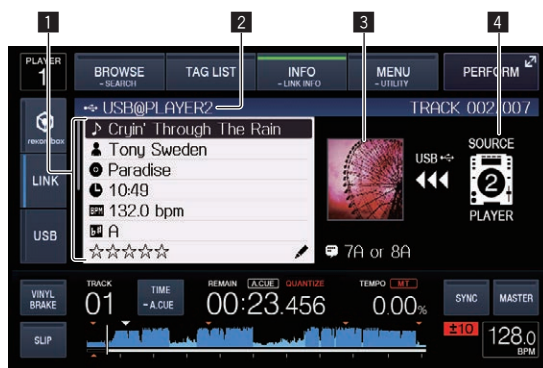 1 2 3 4
PLAYER 1
BROWSE -SEARCH
TAG LIST
INFO -LINK INFO
MENU -UTILITY
PERFORM
USB@PLAYER2
TRACK 002/007
rekordbox
LINK
USB
Cryin' Through The Rain
Tony Sweden
Paradise
10:49
BPM 132.0 bpm
A
USB
SOURCE
2
PLAYER
7A or 8A
VINYL BRAKE
TRACK 01
TIME -A.CUE
REMAIN A.CUE QUANTIZE
00:23.456
TEMPO MT
0.00%
SYNC
MASTER
SLIP
±10
128.0 BPM